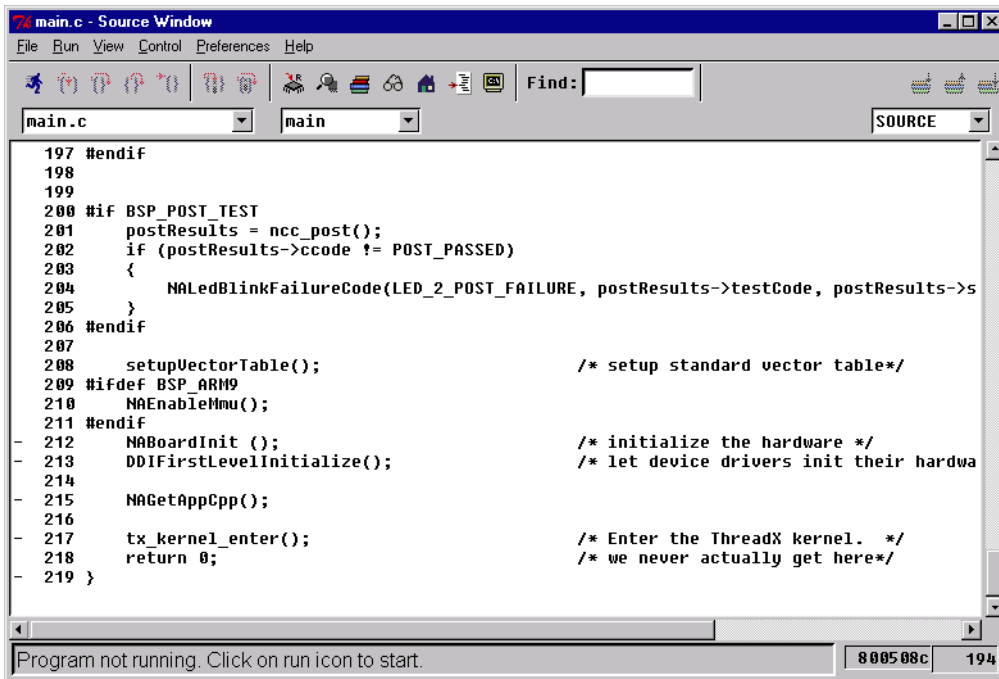 main.c - Source Window
File Run View Control Preferences Help
Find:
main.c main SOURCE
197 #endif
198
199
200 #if BSP_POST_TEST
201 postResults = ncc_post();
202 if (postResults->ccode != POST_PASSED)
203 {
204 NALedBlinkFailureCode(LED_2_POST_FAILURE, postResults->testCode, postResults->s
205 }
206 #endif
207
208 setupVectorTable(); /* setup standard vector table*/
209 #ifdef BSP_ARM9
210 NAEnableMmu();
211 #endif
- 212 NABoardInit (); /* initialize the hardware */
- 213 DDIFirstLevelInitialize(); /* let device drivers init their hardwa
214
- 215 NAGetAppCpp();
216
- 217 tx_kernel_enter(); /* Enter the ThreadX kernel. */
218 return 0; /* we never actually get here*/
- 219 }
Program not running. Click on run icon to start. 800508c 194